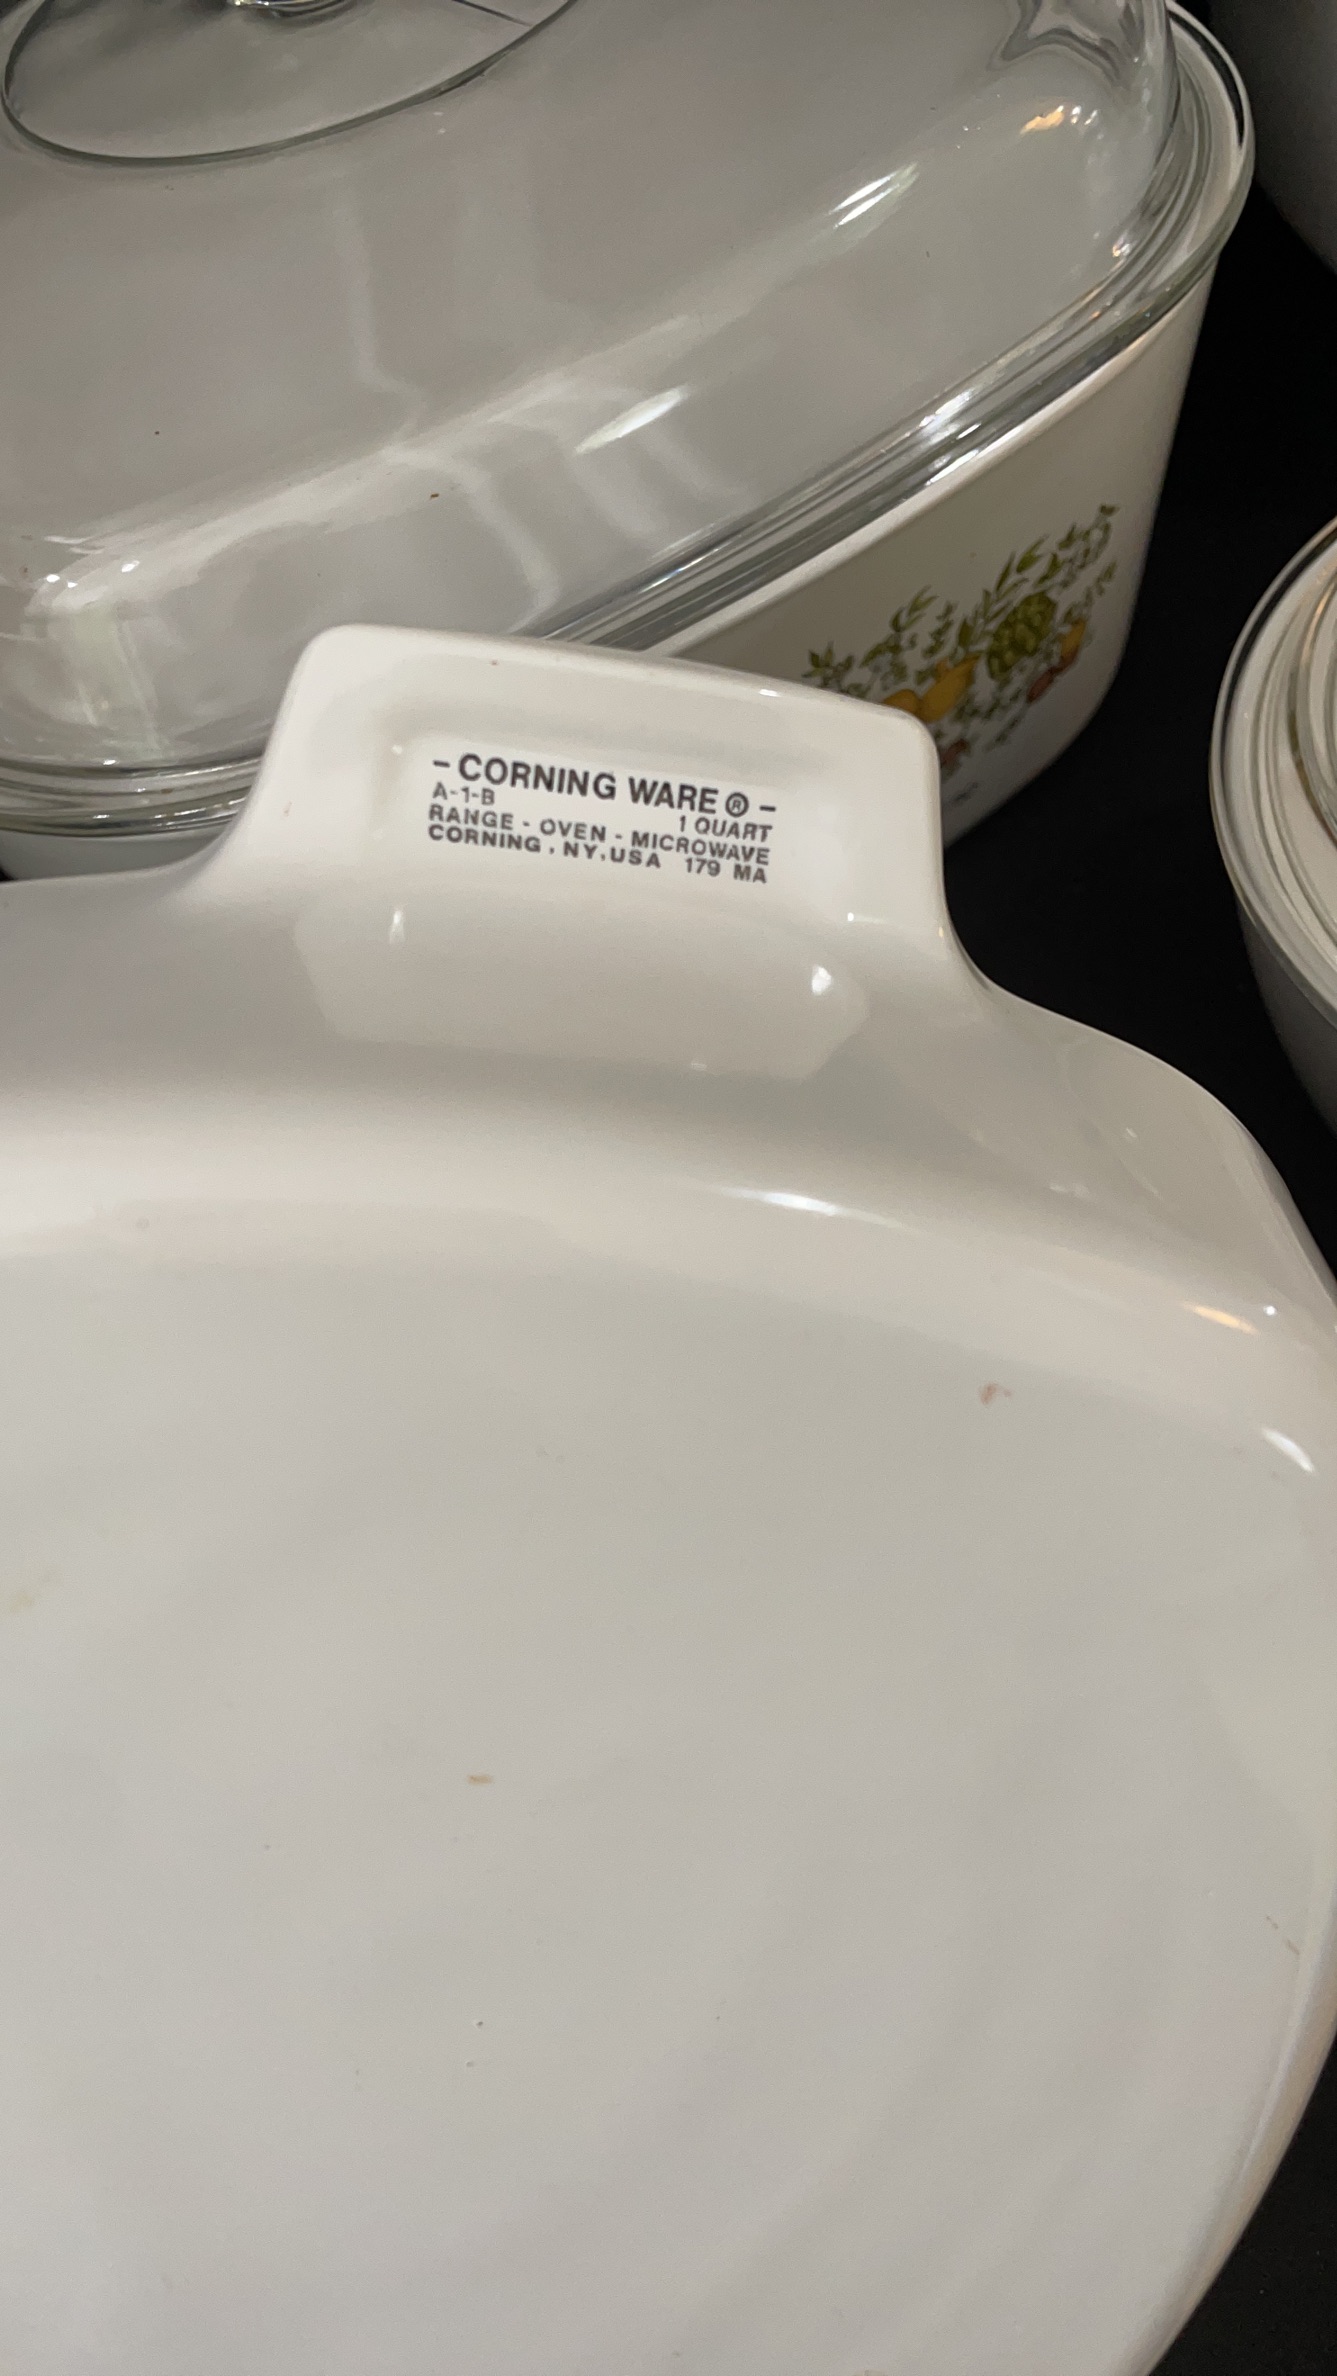 - CORNING WARE ® -
A-1-B 1 QUART
RANGE - OVEN - MICROWAVE
CORNING , NY, USA 179 MA